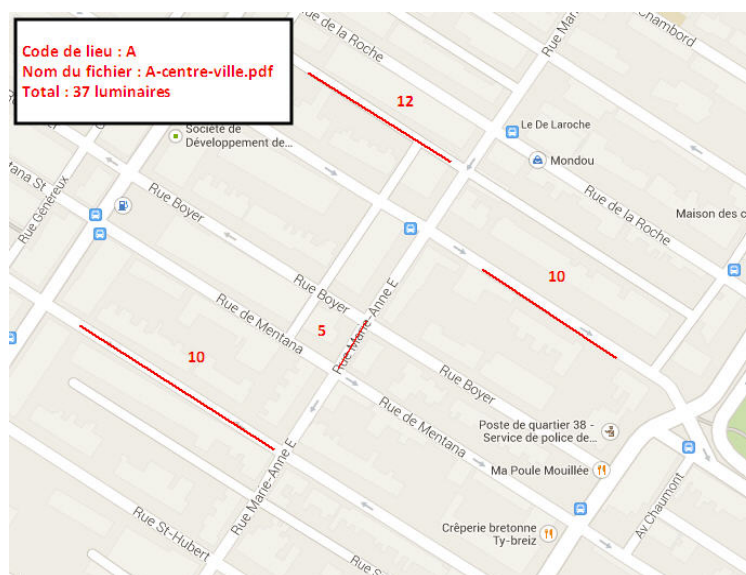 Code de lieu : A
Nom du fichier : A-centre-ville.pdf
Total : 37 luminaires
Rue de la Roche
Rue Marie-
Chambord
12
Le De Laroche
Mondou
Société de
Développement de...
Rue Généreux
Rue Boyer
Rue de la Roche
Maison des c
10
Rue Boyer
5
Rue Marie-Anne E
Rue de Mentana
10
Rue Boyer
Rue de Mentana
Poste de quartier 38 -
Service de police de...
Ma Poule Mouillée
Rue Marie-Anne E
Av Chaumont
Crêperie bretonne
Ty-breiz
Rue St-Hubert
Rue S